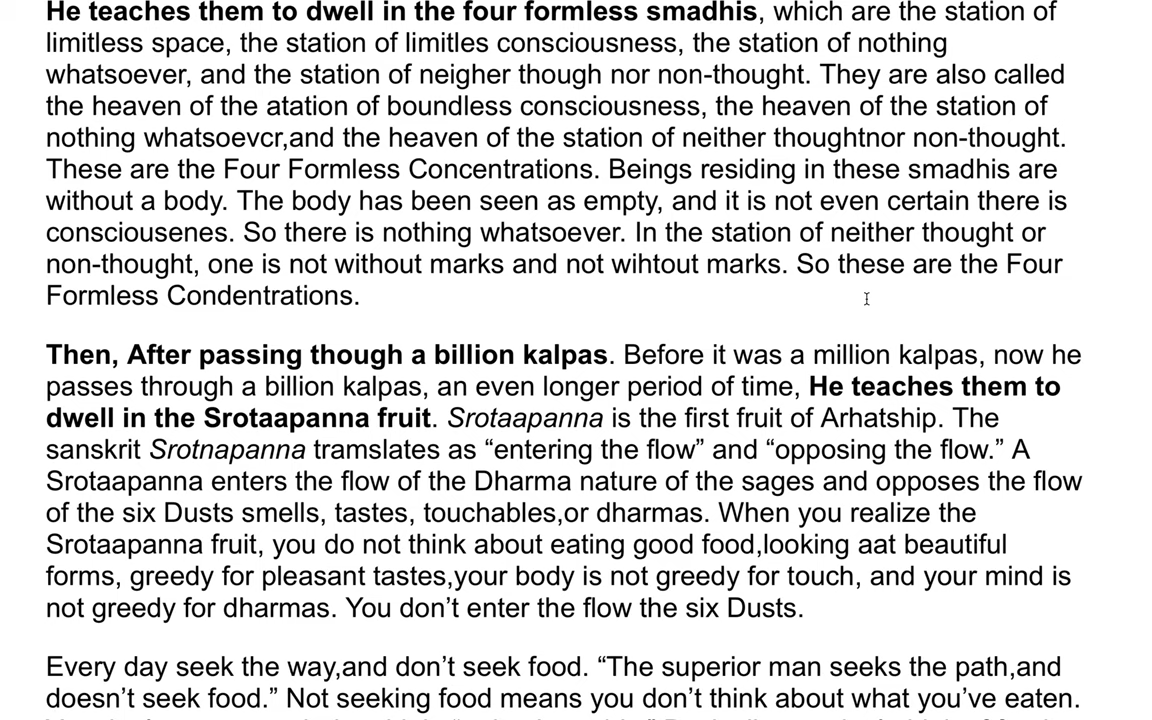 He teaches them to dwell in the four formless smadhis, which are the station of
limitless space, the station of limitles consciousness, the station of nothing
whatsoever, and the station of neigher though nor non-thought. They are also called
the heaven of the atation of boundless consciousness, the heaven of the station of
nothing whatsoevcr,and the heaven of the station of neither thoughtnor non-thought.
These are the Four Formless Concentrations. Beings residing in these smadhis are
without a body. The body has been seen as empty, and it is not even certain there is
consciousenes. So there is nothing whatsoever. In the station of neither thought or
non-thought, one is not without marks and not wihtout marks. So these are the Four
Formless Condentrations.
Then, After passing though a billion kalpas. Before it was a million kalpas, now he
passes through a billion kalpas, an even longer period of time, He teaches them to
dwell in the Srotaapanna fruit. Srotaapanna is the first fruit of Arhatship. The
sanskrit Srotnapanna tramslates as “entering the flow” and “opposing the flow.” A
Srotaapanna enters the flow of the Dharma nature of the sages and opposes the flow
of the six Dusts smells, tastes, touchables,or dharmas. When you realize the
Srotaapanna fruit, you do not think about eating good food,looking aat beautiful
forms, greedy for pleasant tastes,your body is not greedy for touch, and your mind is
not greedy for dharmas. You don’t enter the flow the six Dusts.
Every day seek the way,and don’t seek food. “The superior man seeks the path,and
doesn’t seek food.” Not seeking food means you don’t think about what you’ve eaten.